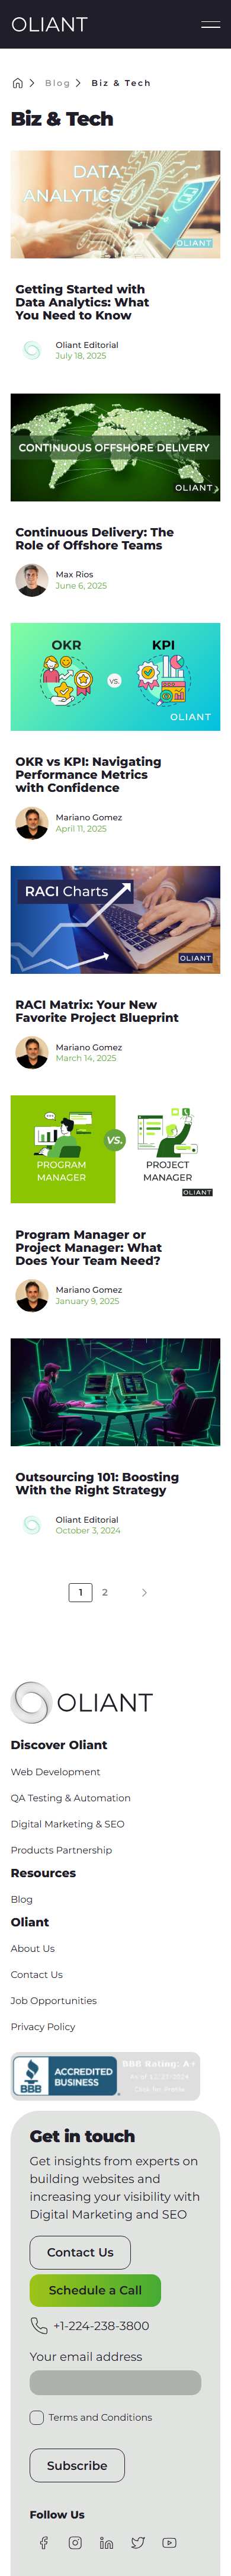 OLIANT
Blog
Biz & Tech
Biz & Tech
DATA
ANALYTICS
OLIANT
Getting Started with
Data Analytics: What
You Need to Know
Oliant Editorial
July 18, 2025
CONTINUOUS OFFSHORE DELIVERY
OLIANT
Continuous Delivery: The
Role of Offshore Teams
Max Rios
June 6, 2025
OKR
KPI
VS.
OLIANT
OKR vs KPI: Navigating
Performance Metrics
with Confidence
Mariano Gomez
April 11, 2025
RACI Charts
OLIANT
RACI Matrix: Your New
Favorite Project Blueprint
Mariano Gomez
March 14, 2025
VS.
PROGRAM
MANAGER
PROJECT
MANAGER
OLIANT
Program Manager or
Project Manager: What
Does Your Team Need?
Mariano Gomez
January 9, 2025
Outsourcing 101: Boosting
With the Right Strategy
Oliant Editorial
October 3, 2024
1
2
OLIANT
Discover Oliant
Web Development
QA Testing & Automation
Digital Marketing & SEO
Products Partnership
Resources
Blog
Oliant
About Us
Contact Us
Job Opportunities
Privacy Policy
BBB
ACCREDITED
BUSINESS
BBB Rating: A+
Get in touch
Get insights from experts on
building websites and
increasing your visibility with
Digital Marketing and SEO
Contact Us
Schedule a Call
+1-224-238-3800
Your email address
Terms and Conditions
Subscribe
Follow Us